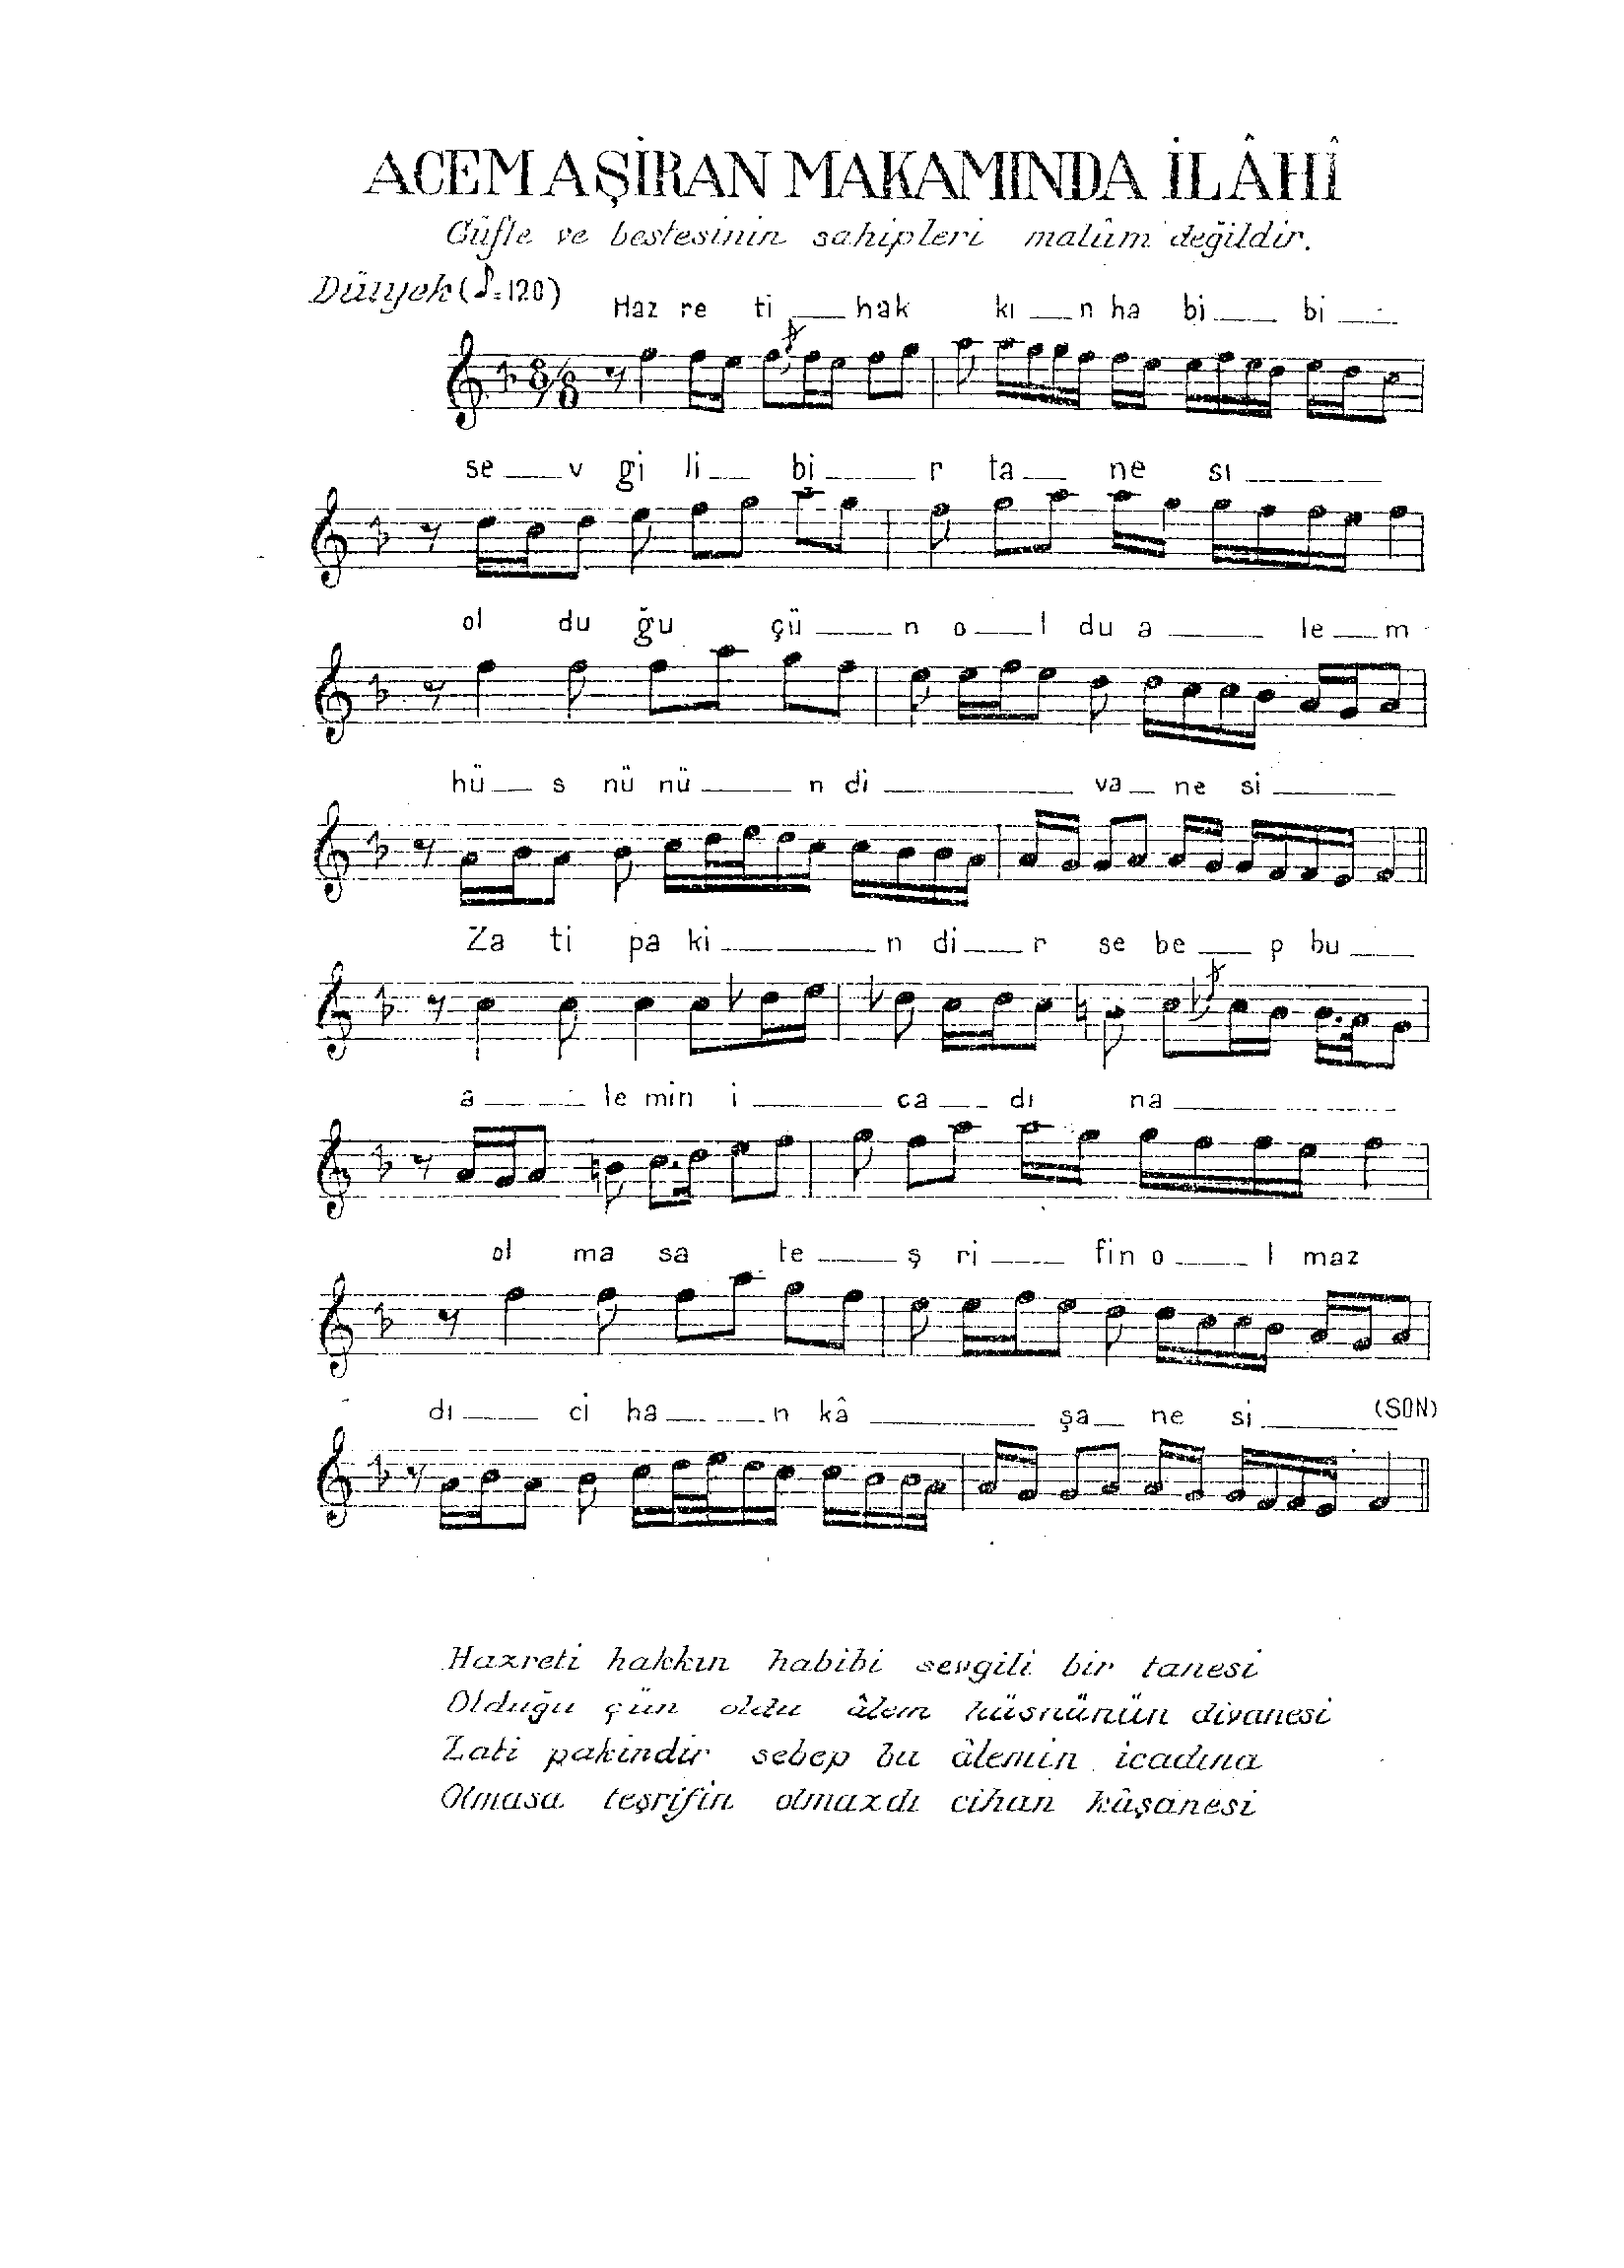 ACEM AŞİRAN MAKAMINDA İLÂHÎ
Güfte ve bestesinin sahipleri malûm değildir.
Düuyek (♪=120)
Haz re ti hak kı n ha bi bi
8/8
se v gi li bi r ta ne sı
ol du ğu çü n o l du a le m
hü s nü nü n di va ne si
Za ti pa ki n di r se be p bu
â le min i ca dı na
ol ma sa te ş ri fin o l maz
dı ci ha n kâ şa ne si (SON)
Hazreti hakkın habibi sevgili bir tanesi
Olduğu çün oldu âlem hüsnünün divanesi
Zati pakindir sebep bu âlemin icadına
Olmasa teşrifin olmazdı cihan kâşanesi